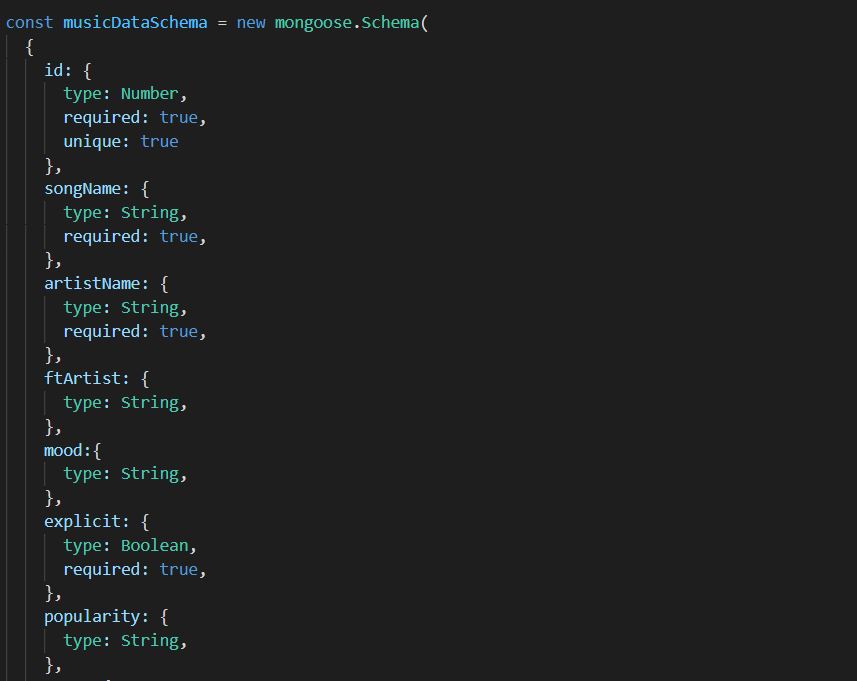 const musicDataSchema = new mongoose.Schema(
{
id: {
type: Number,
required: true,
unique: true
},
songName: {
type: String,
required: true,
},
artistName: {
type: String,
required: true,
},
ftArtist: {
type: String,
},
mood:{
type: String,
},
explicit: {
type: Boolean,
required: true,
},
popularity: {
type: String,
},